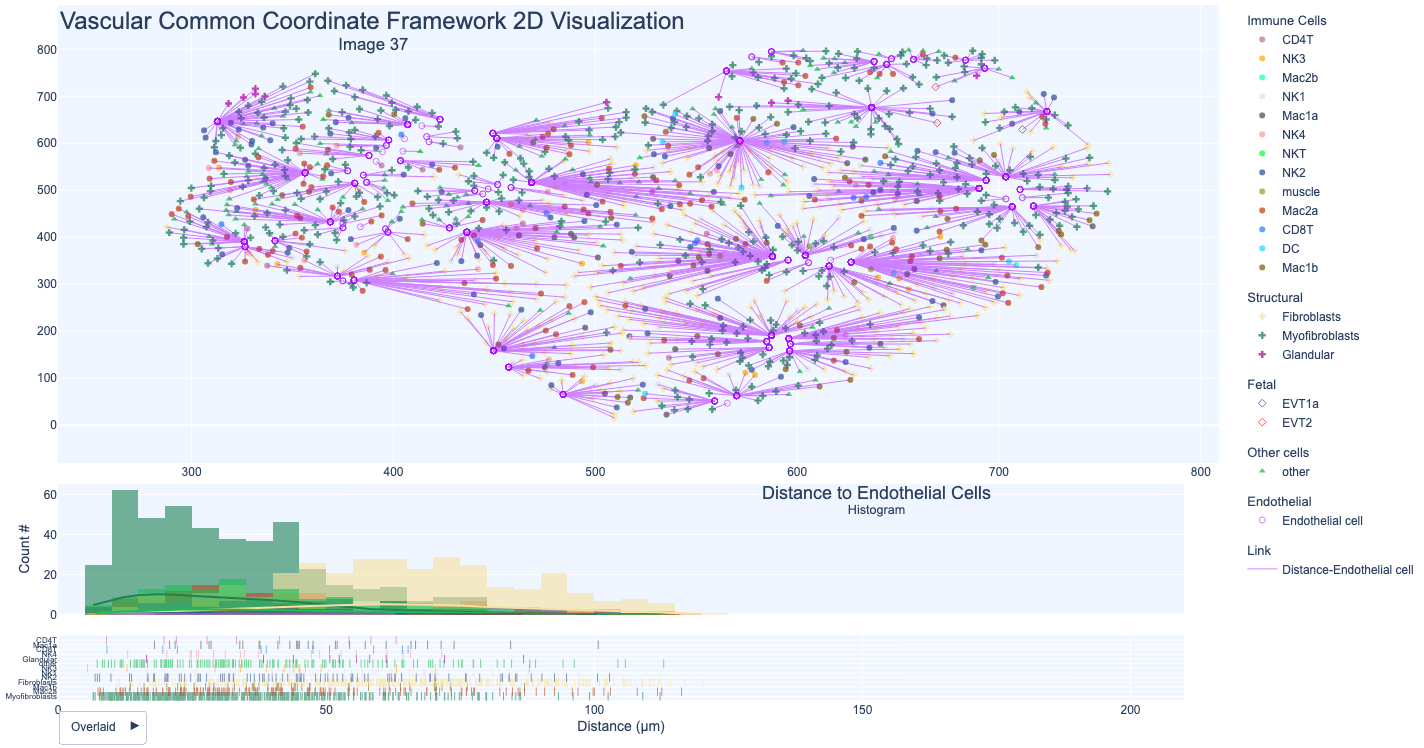 Vascular Common Coordinate Framework 2D Visualization
Image 37
800
700
600
500
400
300
200
100
0
300
400
500
600
700
800
Immune Cells
CD4T
NK3
Mac2b
NK1
Mac1a
NK4
NKT
NK2
muscle
Mac2a
CD8T
DC
Mac1b
Structural
Fibroblasts
Myofibroblasts
Glandular
Fetal
EVT1a
EVT2
Other cells
other
Endothelial
Endothelial cell
Link
Distance-Endothelial cell
Distance to Endothelial Cells
Histogram
Count #
60
40
20
0
CD4T
Mac1a
CD8T
NK4
Glandular
NK2
Fibroblasts
Myofibroblasts
0
50
100
150
200
Distance (μm)
Overlaid ►